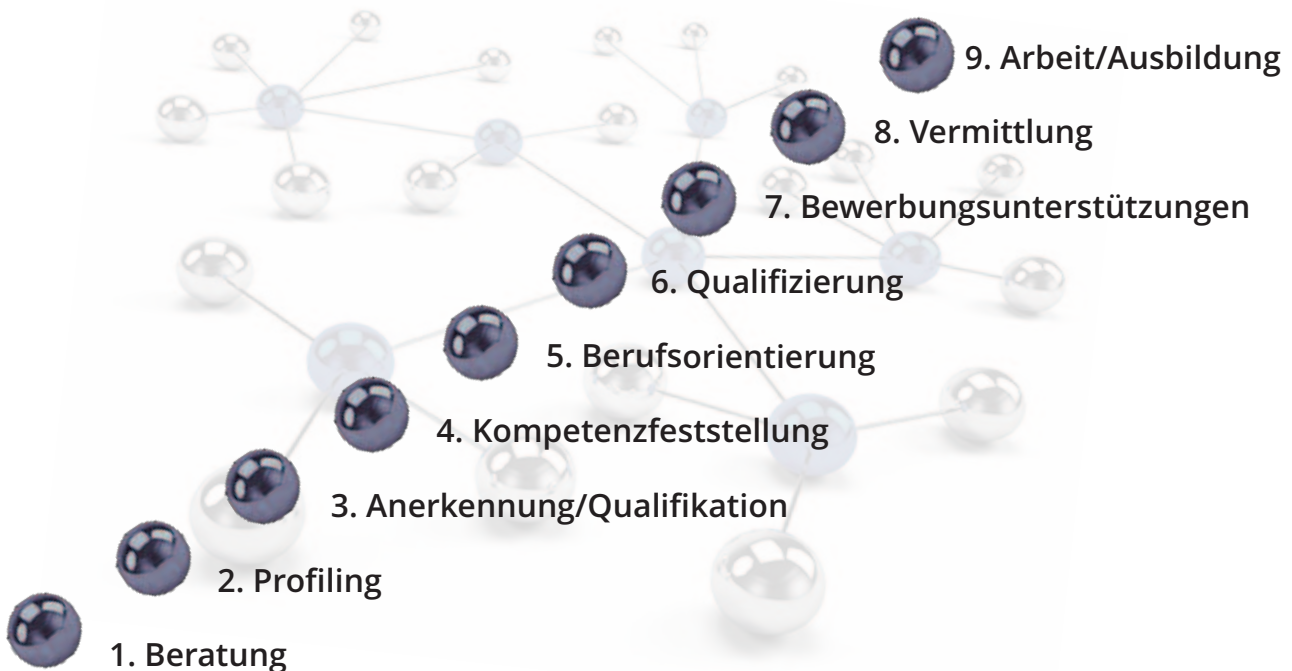 9. Arbeit/Ausbildung
8. Vermittlung
7. Bewerbungsunterstützungen
6. Qualifizierung
5. Berufsorientierung
4. Kompetenzfeststellung
3. Anerkennung/Qualifikation
2. Profiling
1. Beratung